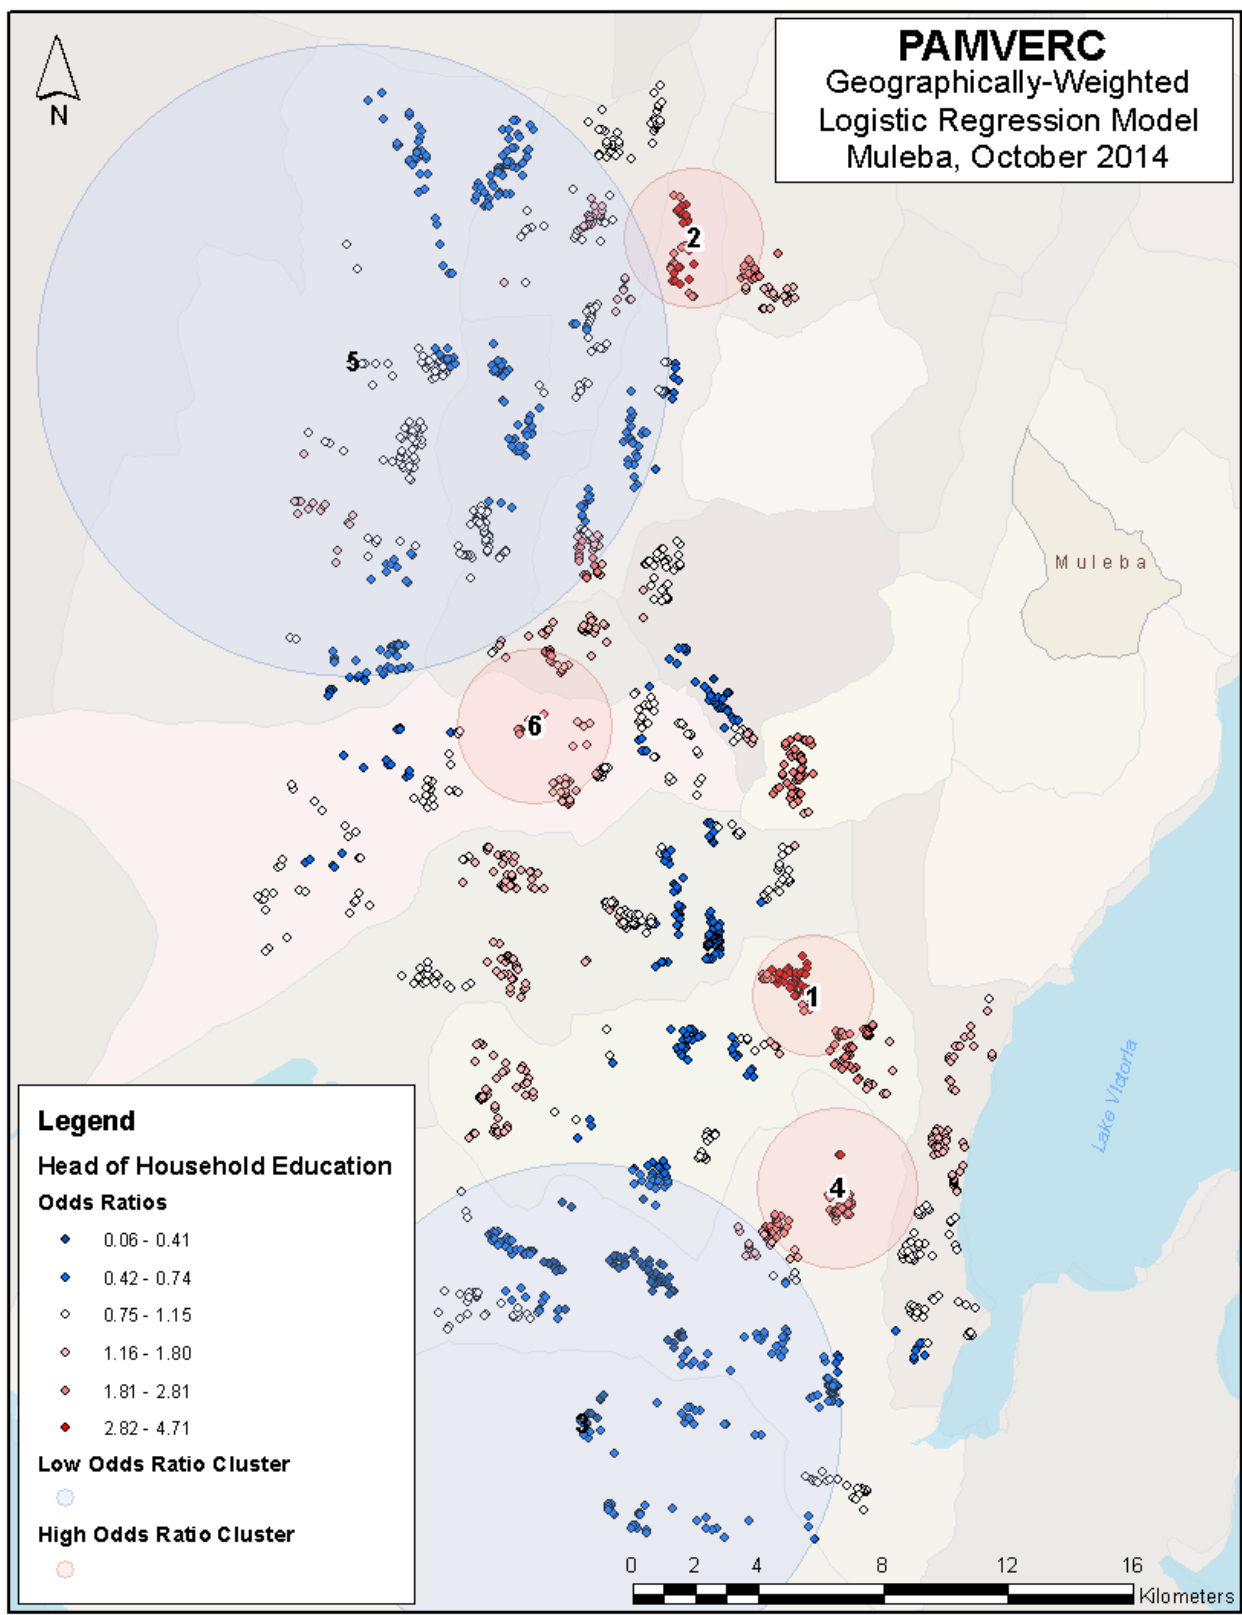 PAMVERC
Geographically-Weighted
Logistic Regression Model
Muleba, October 2014
N
2
5
Muleba
6
1
Lake Victoria
4
3
Legend
Head of Household Education
Odds Ratios
0.06 - 0.41
0.42 - 0.74
0.75 - 1.15
1.16 - 1.80
1.81 - 2.81
2.82 - 4.71
Low Odds Ratio Cluster
High Odds Ratio Cluster
0 2 4 8 12 16
Kilometers